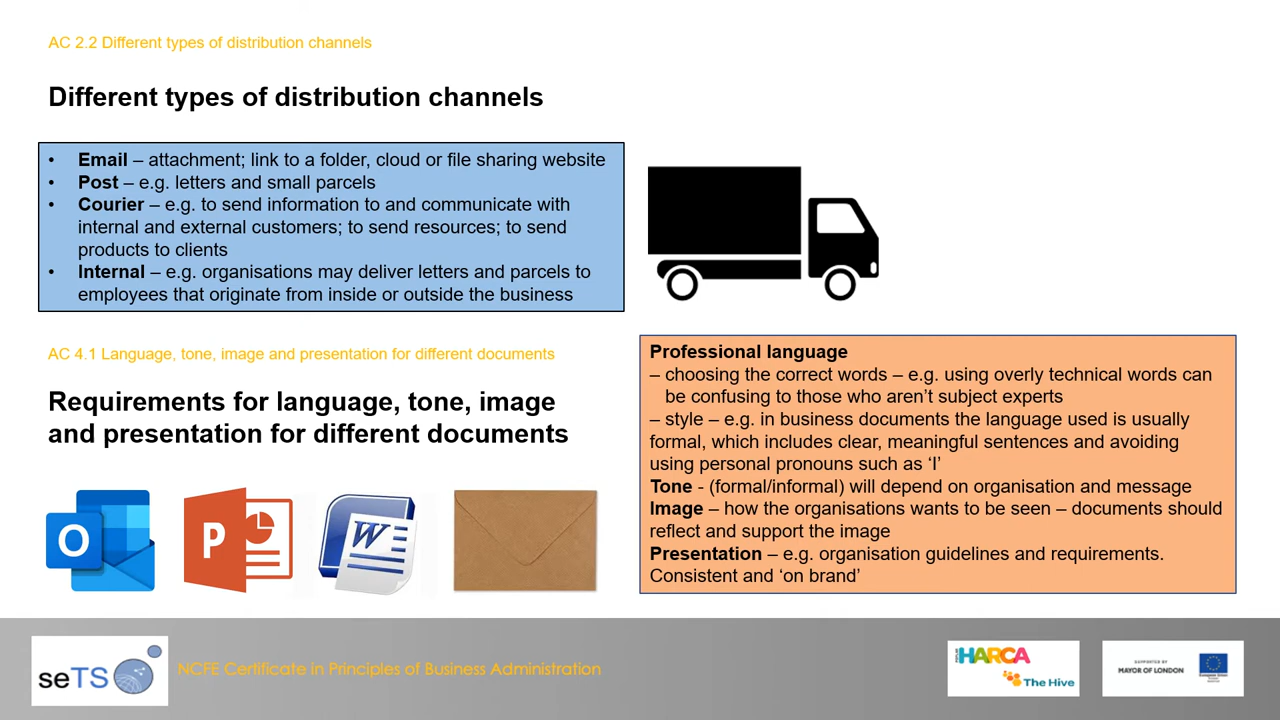 AC 2.2 Different types of distribution channels
Different types of distribution channels
• Email – attachment; link to a folder, cloud or file sharing website
• Post – e.g. letters and small parcels
• Courier – e.g. to send information to and communicate with
internal and external customers; to send resources; to send
products to clients
• Internal – e.g. organisations may deliver letters and parcels to
employees that originate from inside or outside the business
AC 4.1 Language, tone, image and presentation for different documents
Requirements for language, tone, image
and presentation for different documents
O
P
W
Professional language
– choosing the correct words – e.g. using overly technical words can
be confusing to those who aren’t subject experts
– style – e.g. in business documents the language used is usually
formal, which includes clear, meaningful sentences and avoiding
using personal pronouns such as ‘I’
Tone - (formal/informal) will depend on organisation and message
Image – how the organisations wants to be seen – documents should
reflect and support the image
Presentation – e.g. organisation guidelines and requirements.
Consistent and ‘on brand’
seTS
NCFE Certificate in Principles of Business Administration
HARCA
The Hive
SUPPORTED BY
MAYOR OF LONDON
European Union